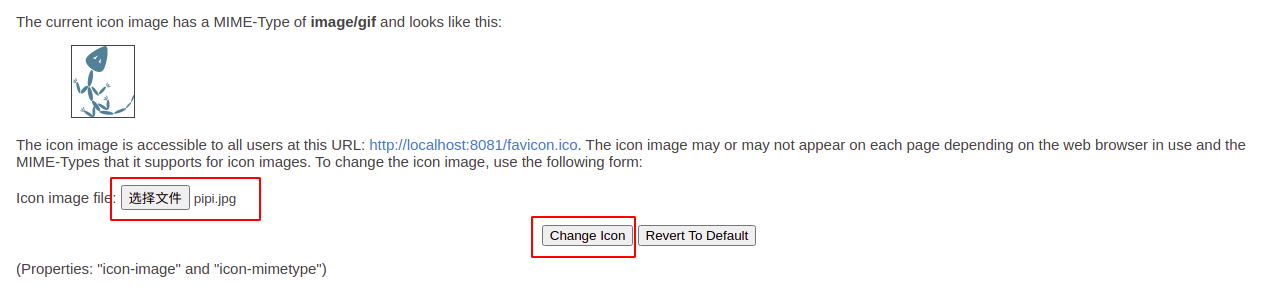 The current icon image has a MIME-Type of image/gif and looks like this:
The icon image is accessible to all users at this URL: http://localhost:8081/favicon.ico. The icon image may or may not appear on each page depending on the web browser in use and the
MIME-Types that it supports for icon images. To change the icon image, use the following form:
Icon image file: 选择文件 pipi.jpg
Change Icon Revert To Default
(Properties: "icon-image" and "icon-mimetype")